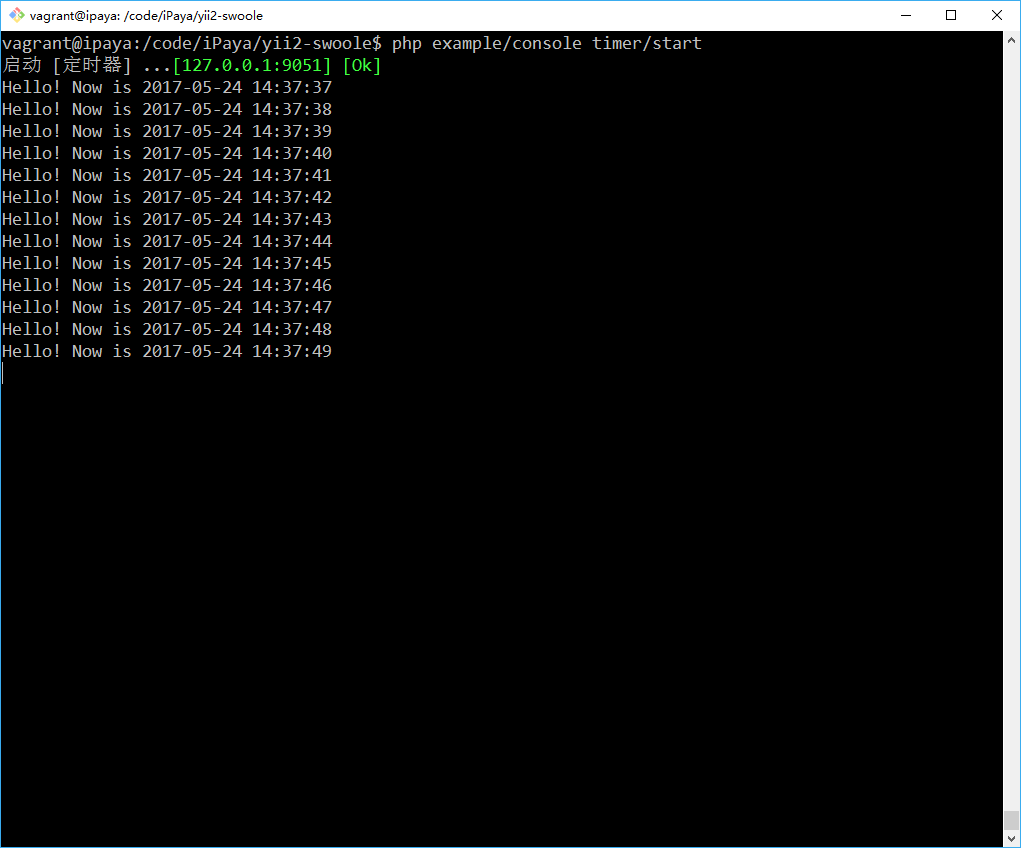 vagrant@ipaya: /code/iPaya/yii2-swoole
vagrant@ipaya:/code/iPaya/yii2-swoole$ php example/console timer/start
启动 [定时器] ...[127.0.0.1:9051] [Ok]
Hello! Now is 2017-05-24 14:37:37
Hello! Now is 2017-05-24 14:37:38
Hello! Now is 2017-05-24 14:37:39
Hello! Now is 2017-05-24 14:37:40
Hello! Now is 2017-05-24 14:37:41
Hello! Now is 2017-05-24 14:37:42
Hello! Now is 2017-05-24 14:37:43
Hello! Now is 2017-05-24 14:37:44
Hello! Now is 2017-05-24 14:37:45
Hello! Now is 2017-05-24 14:37:46
Hello! Now is 2017-05-24 14:37:47
Hello! Now is 2017-05-24 14:37:48
Hello! Now is 2017-05-24 14:37:49